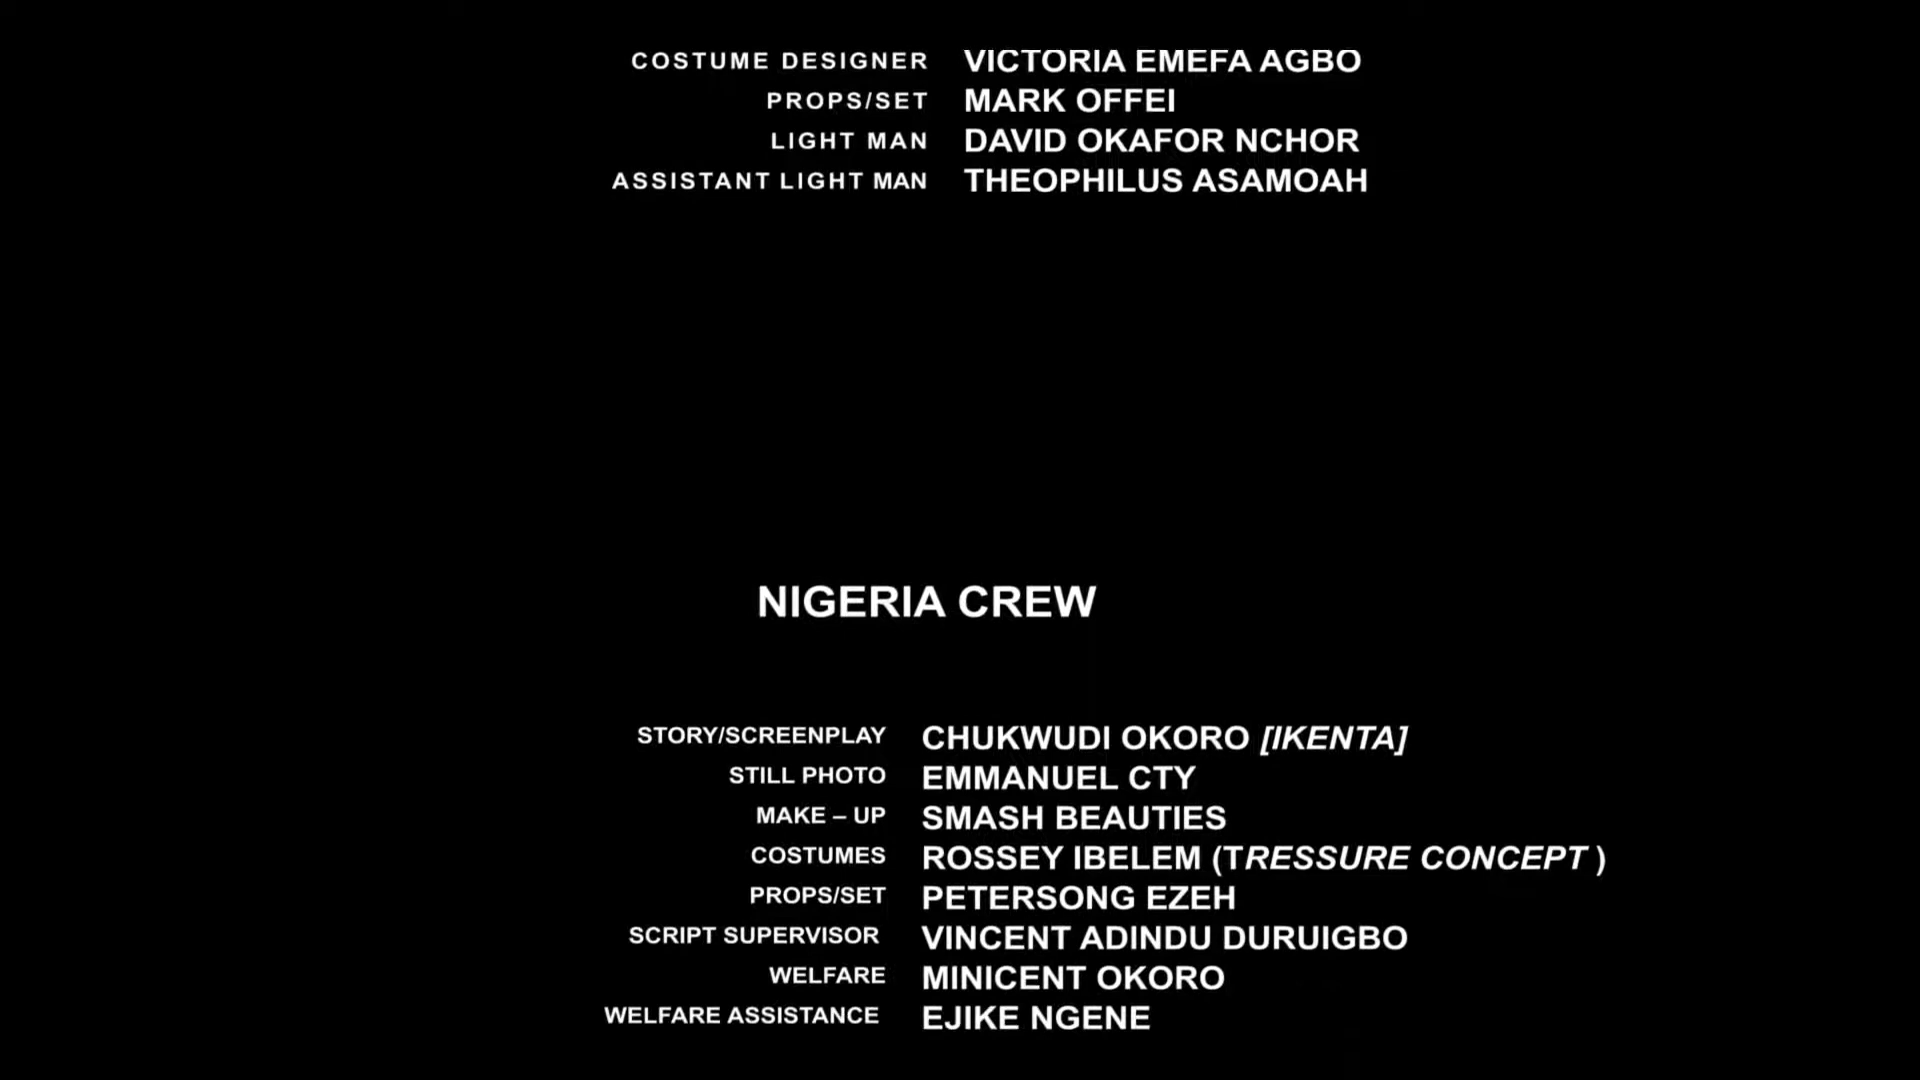 COSTUME DESIGNER VICTORIA EMEFA AGBO
PROPS/SET MARK OFFEI
LIGHT MAN DAVID OKAFOR NCHOR
ASSISTANT LIGHT MAN THEOPHILUS ASAMOAH
NIGERIA CREW
STORY/SCREENPLAY CHUKWUDI OKORO [IKENTA]
STILL PHOTO EMMANUEL CTY
MAKE – UP SMASH BEAUTIES
COSTUMES ROSSEY IBELEM (TRESSURE CONCEPT )
PROPS/SET PETERSONG EZEH
SCRIPT SUPERVISOR VINCENT ADINDU DURUIGBO
WELFARE MINICENT OKORO
WELFARE ASSISTANCE EJIKE NGENE